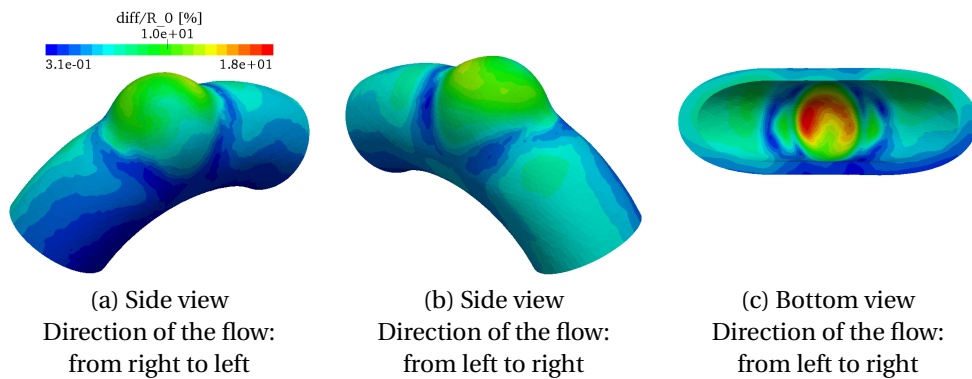 diff/R_0 [%]
1.0e+01
3.1e-01
1.8e+01
(a) Side view
Direction of the flow:
from right to left
(b) Side view
Direction of the flow:
from left to right
(c) Bottom view
Direction of the flow:
from left to right